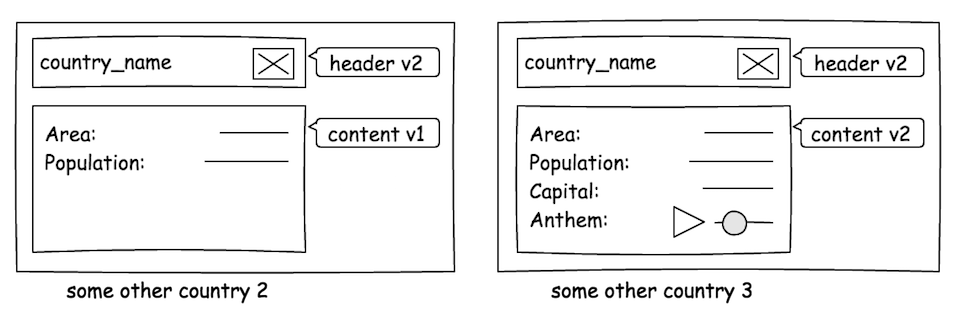 country_name
header v2
Area:
Population:
content v1
some other country 2
country_name
header v2
Area:
Population:
Capital:
Anthem:
content v2
some other country 3